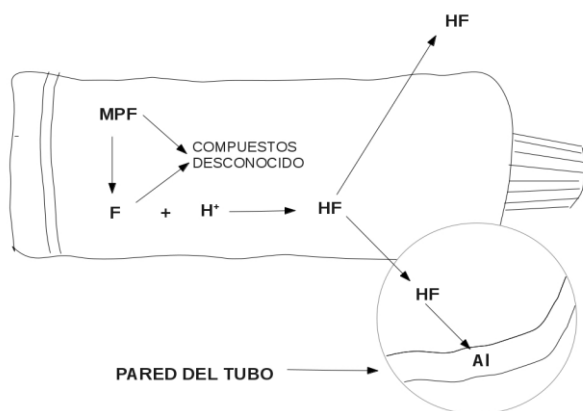 HF
MPF
COMPUESTOS
DESCONOCIDO
F + H⁺ HF
HF
Al
PARED DEL TUBO